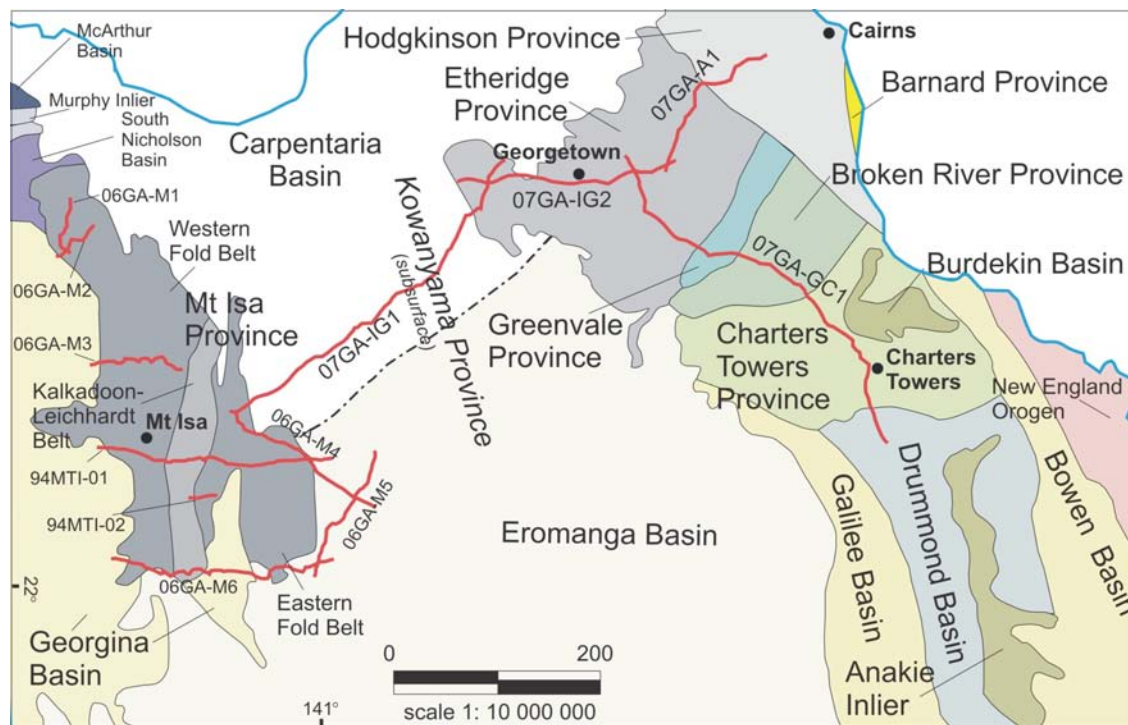 McArthur
Basin
Murphy Inlier
South
Nicholson
Basin
06GA-M1
Carpentaria
Basin
Hodgkinson Province
Etheridge
Province
07GA-A1
Cairns
Barnard Province
Georgetown
07GA-IG2
Broken River Province
Western
Fold Belt
06GA-M2
Mt Isa
Province
Kowanyama Province
(subsurface)
07GA-IG1
07GA-GC1
Burdekin Basin
Greenvale
Province
06GA-M3
Kalkadoon-
Leichhardt
Belt
Mt Isa
Charters
Towers
Province
Charters
Towers
New England
Orogen
06GA-M4
94MTI-01
94MTI-02
06GA-M5
Eromanga Basin
Galilee Basin
Drummond Basin
Bowen Basin
22°
06GA-M6
Eastern
Fold Belt
Georgina
Basin
Anakie
Inlier
0 200
scale 1: 10 000 000
141°